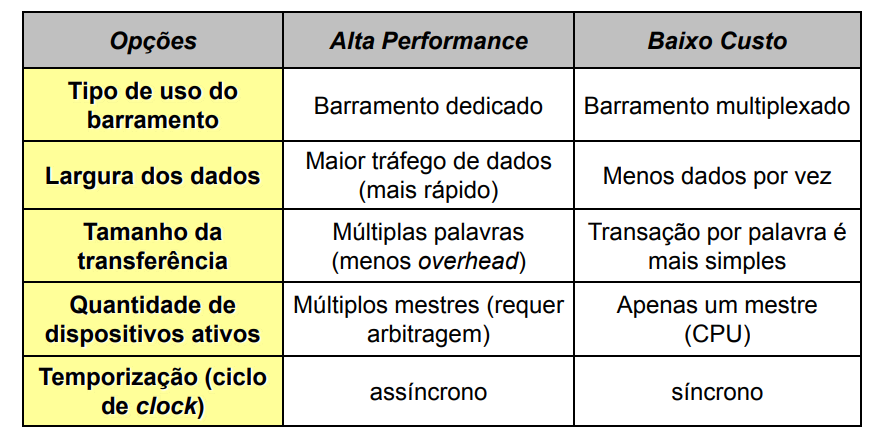 Opções
Alta Performance
Baixo Custo
Tipo de uso do
barramento
Barramento dedicado
Barramento multiplexado
Largura dos dados
Maior tráfego de dados
(mais rápido)
Menos dados por vez
Tamanho da
transferência
Múltiplas palavras
(menos overhead)
Transação por palavra é
mais simples
Quantidade de
dispositivos ativos
Múltiplos mestres (requer
arbitragem)
Apenas um mestre
(CPU)
Temporização (ciclo
de clock)
assíncrono
síncrono